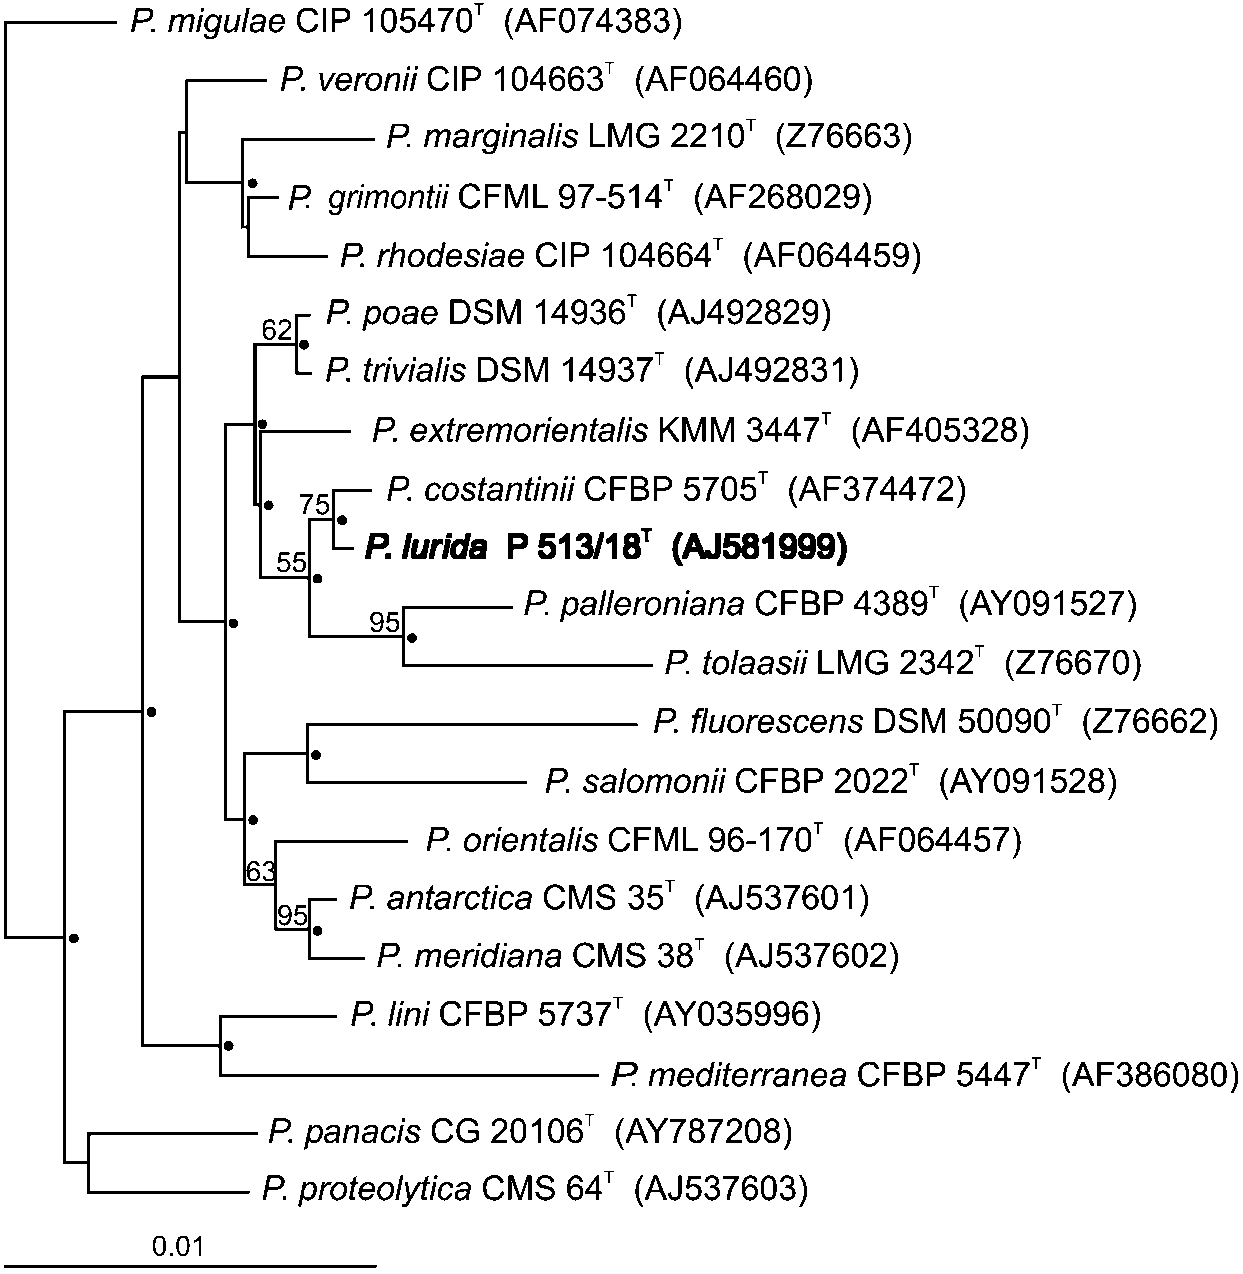 P. migulae CIP 105470T (AF074383)
P. veronii CIP 104663T (AF064460)
P. marginalis LMG 2210T (Z76663)
P. grimontii CFML 97-514T (AF268029)
P. rhodesiae CIP 104664T (AF064459)
P. poae DSM 14936T (AJ492829)
62
P. trivialis DSM 14937T (AJ492831)
P. extremorientalis KMM 3447T (AF405328)
P. costantinii CFBP 5705T (AF374472)
75
P. lurida P 513/18T (AJ581999)
55
P. palleroniana CFBP 4389T (AY091527)
95
P. tolaasii LMG 2342T (Z76670)
P. fluorescens DSM 50090T (Z76662)
P. salomonii CFBP 2022T (AY091528)
P. orientalis CFML 96-170T (AF064457)
63
P. antarctica CMS 35T (AJ537601)
95
P. meridiana CMS 38T (AJ537602)
P. lini CFBP 5737T (AY035996)
P. mediterranea CFBP 5447T (AF386080)
P. panacis CG 20106T (AY787208)
P. proteolytica CMS 64T (AJ537603)
0.01